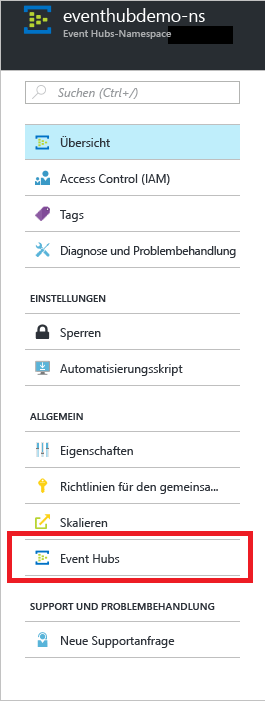 eventhubdemo-ns
Event Hubs-Namespace
Suchen (Ctrl+/)
Übersicht
Access Control (IAM)
Tags
Diagnose und Problembehandlung
EINSTELLUNGEN
Sperren
Automatisierungsskript
ALLGEMEIN
Eigenschaften
Richtlinien für den gemeinsa...
Skalieren
Event Hubs
SUPPORT UND PROBLEMBEHANDLUNG
Neue Supportanfrage